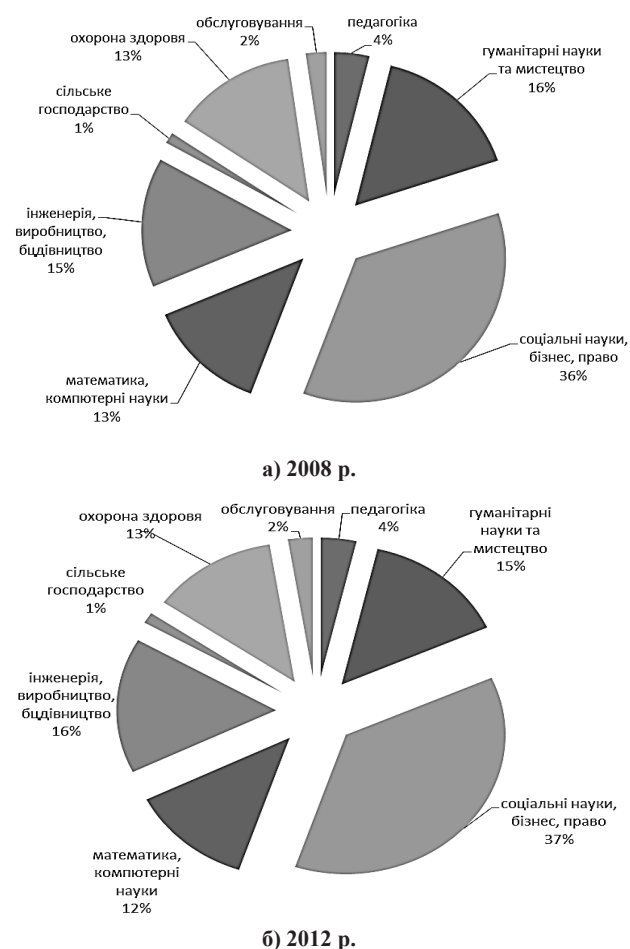 обслуговування
2%
педагогіка
4%
охорона здоровя
13%
гуманітарні науки
та мистецтво
16%
сільське
господарство
1%
інженерія,
виробництво,
бцдівництво
15%
соціальні науки,
бізнес, право
36%
математика,
компютерні науки
13%
а) 2008 р.
обслуговування
2%
педагогіка
4%
охорона здоровя
13%
гуманітарні
науки та
мистецтво
15%
сільське
господарство
1%
інженерія,
виробництво,
бцдівництво
16%
соціальні науки,
бізнес, право
37%
математика,
компютерні
науки
12%
б) 2012 р.